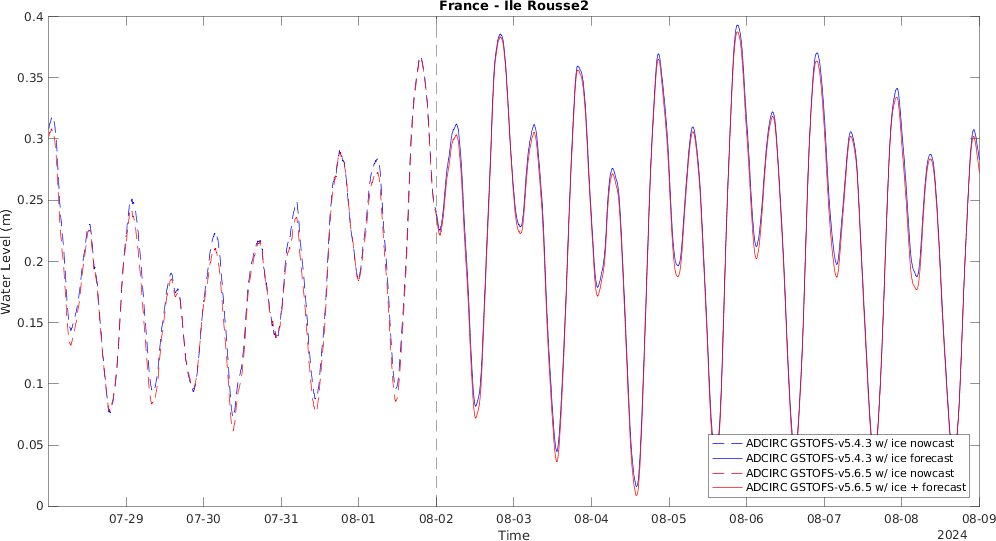 France - Ile Rousse2
Water Level (m)
0.4
0.35
0.3
0.25
0.2
0.15
0.1
0.05
0
ADCIRC GSTOFS-v5.4.3 w/ ice nowcast
ADCIRC GSTOFS-v5.4.3 w/ ice forecast
ADCIRC GSTOFS-v5.6.5 w/ ice nowcast
ADCIRC GSTOFS-v5.6.5 w/ ice + forecast
07-29 07-30 07-31 08-01 08-02 08-03 08-04 08-05 08-06 08-07 08-08 08-09
Time
2024